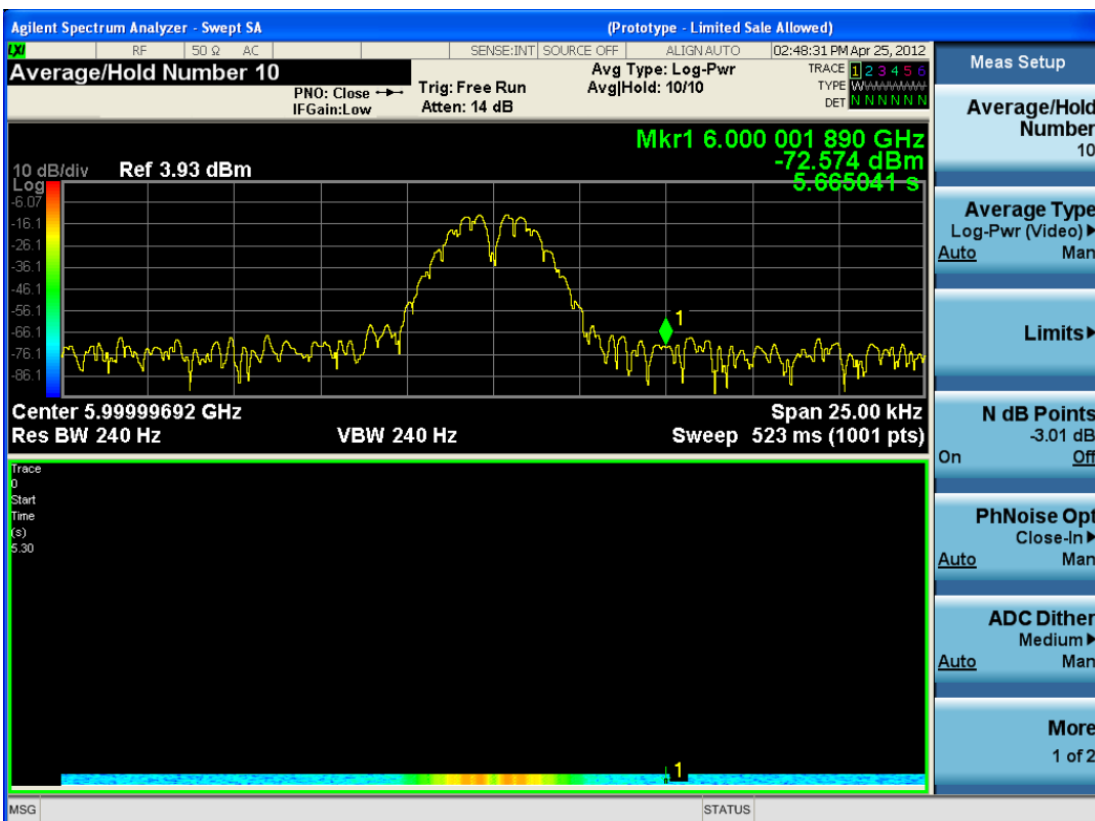 Agilent Spectrum Analyzer - Swept SA (Prototype - Limited Sale Allowed)
LXI RF 50 Ω AC SENSE:INT SOURCE OFF ALIGN AUTO 02:48:31 PM Apr 25, 2012
Average/Hold Number 10
PNO: Close
IFGain:Low
Trig: Free Run
Atten: 14 dB
Avg Type: Log-Pwr
Avg|Hold: 10/10
TRACE 1 2 3 4 5 6
TYPE W
DET N N N N N N
Mkr1 6.000 001 890 GHz
-72.574 dBm
5.665041 s
10 dB/div Ref 3.93 dBm
Log
-6.07
-16.1
-26.1
-36.1
-46.1
-56.1
-66.1
-76.1
-86.1
1
Center 5.99999692 GHz Span 25.00 kHz
Res BW 240 Hz VBW 240 Hz Sweep 523 ms (1001 pts)
Trace
0
Start
Time
(s)
5.30
1
MSG STATUS
Meas Setup
Average/Hold
Number
10
Average Type
Log-Pwr (Video)
Auto Man
Limits
N dB Points
-3.01 dB
On Off
PhNoise Opt
Close-In
Auto Man
ADC Dither
Medium
Auto Man
More
1 of 2